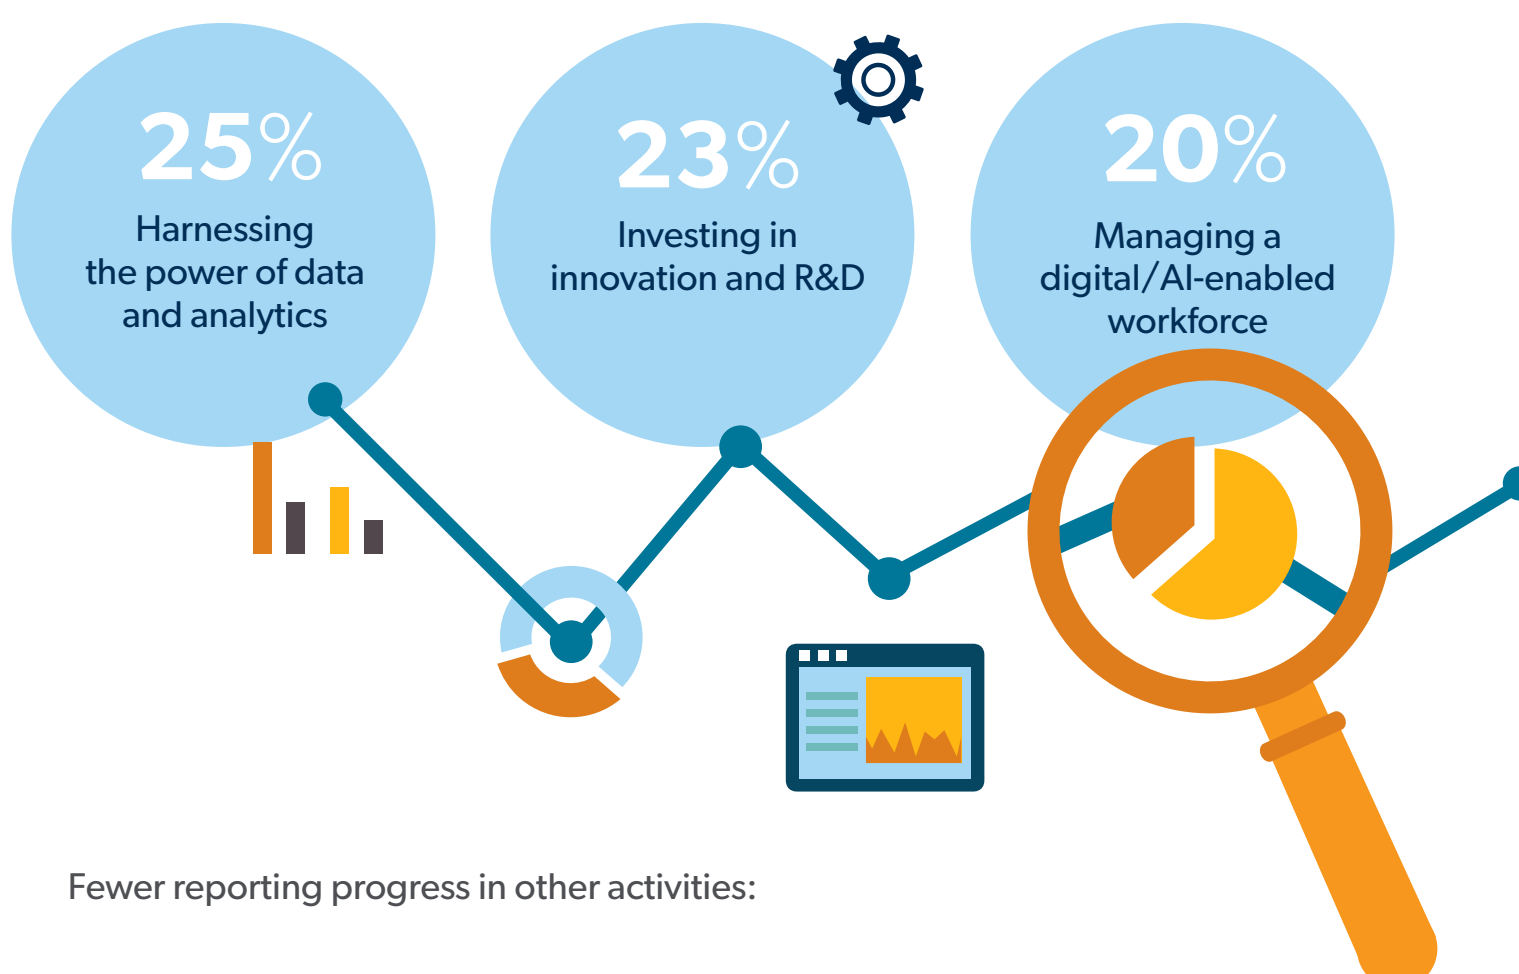 25%
Harnessing
the power of data
and analytics
23%
Investing in
innovation and R&D
20%
Managing a
digital/AI-enabled
workforce
Fewer reporting progress in other activities: